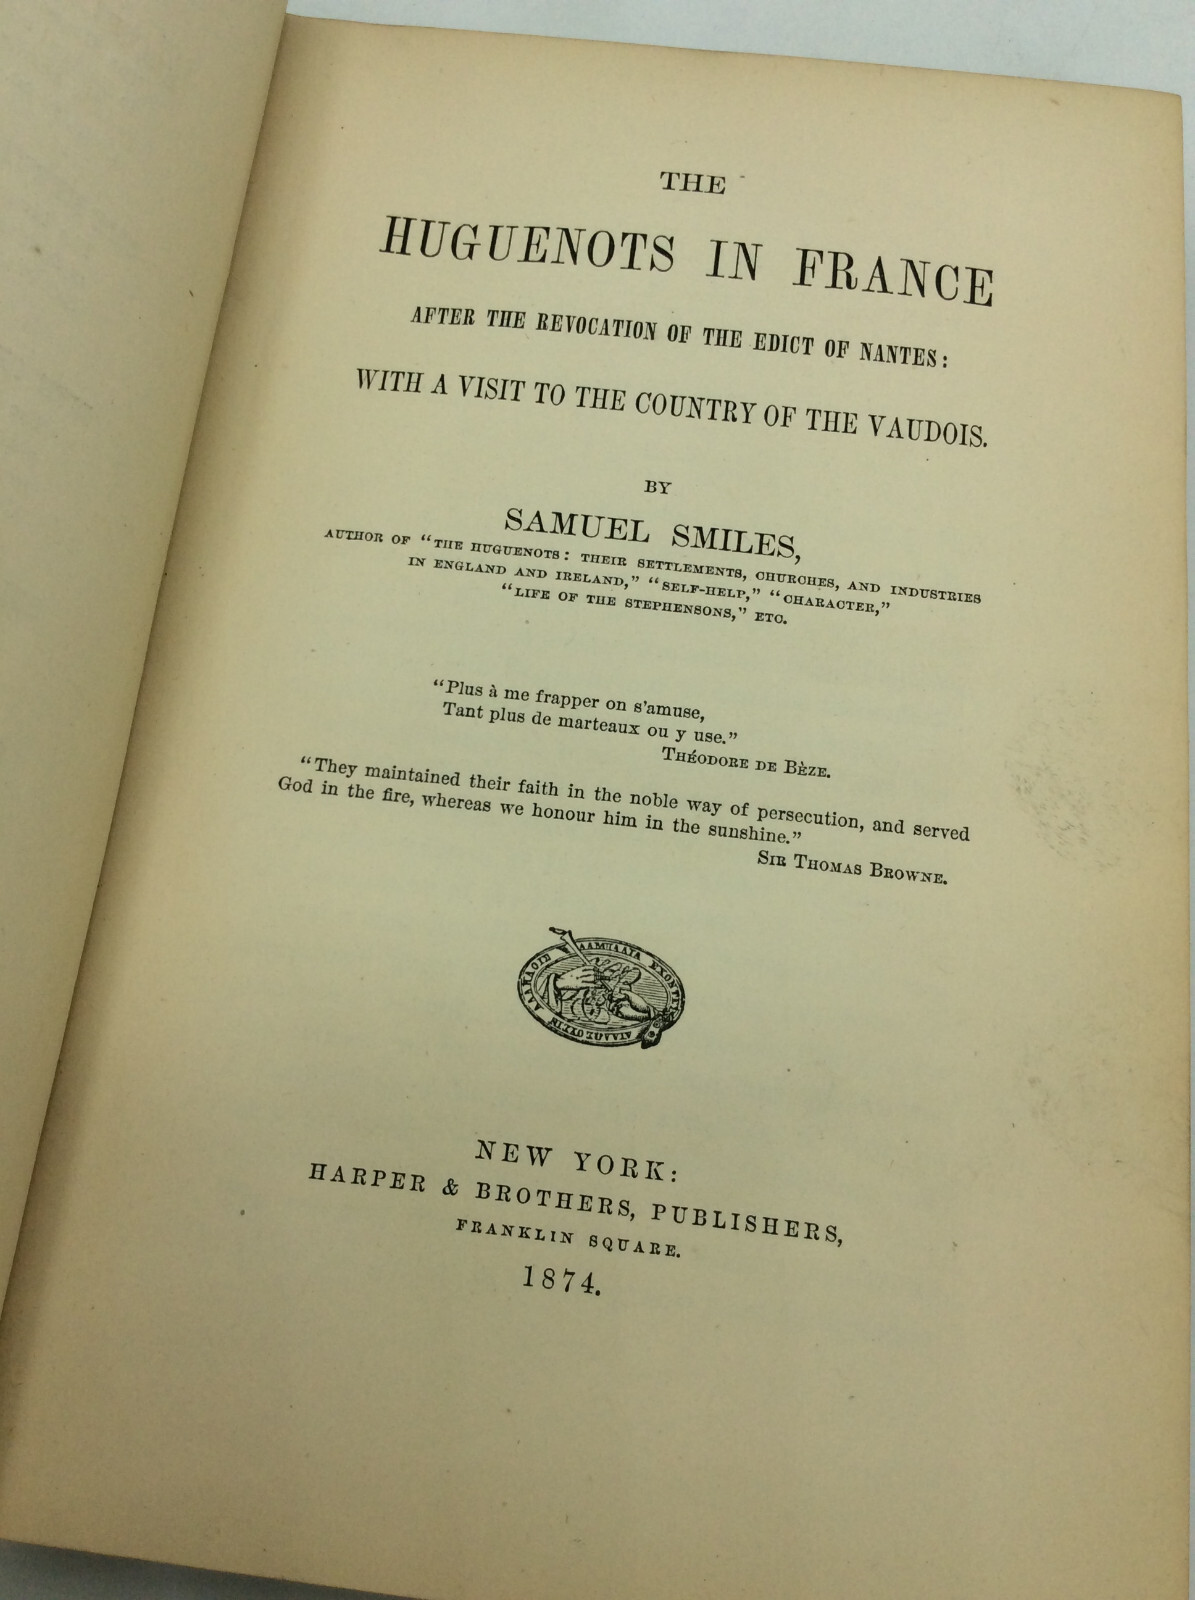 THE
HUGUENOTS IN FRANCE
AFTER THE REVOCATION OF THE EDICT OF NANTES:
WITH A VISIT TO THE COUNTRY OF THE VAUDOIS.
BY
SAMUEL SMILES,
AUTHOR OF "THE HUGUENOTS: THEIR SETTLEMENTS, CHURCHES, AND INDUSTRIES
IN ENGLAND AND IRELAND," "SELF-HELP," "CHARACTER,"
"LIFE OF THE STEPHENSONS," ETC.
"Plus à me frapper on s'amuse,
Tant plus de marteaux ou y use."
THÉODORE DE BÈZE.
"They maintained their faith in the noble way of persecution, and served
God in the fire, whereas we honour him in the sunshine."
SIR THOMAS BROWNE.
NEW YORK:
HARPER & BROTHERS, PUBLISHERS,
FRANKLIN SQUARE.
1874.